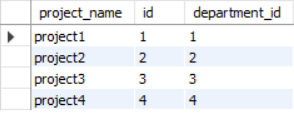 project_name id department_id
project1 1 1
project2 2 2
project3 3 3
project4 4 4